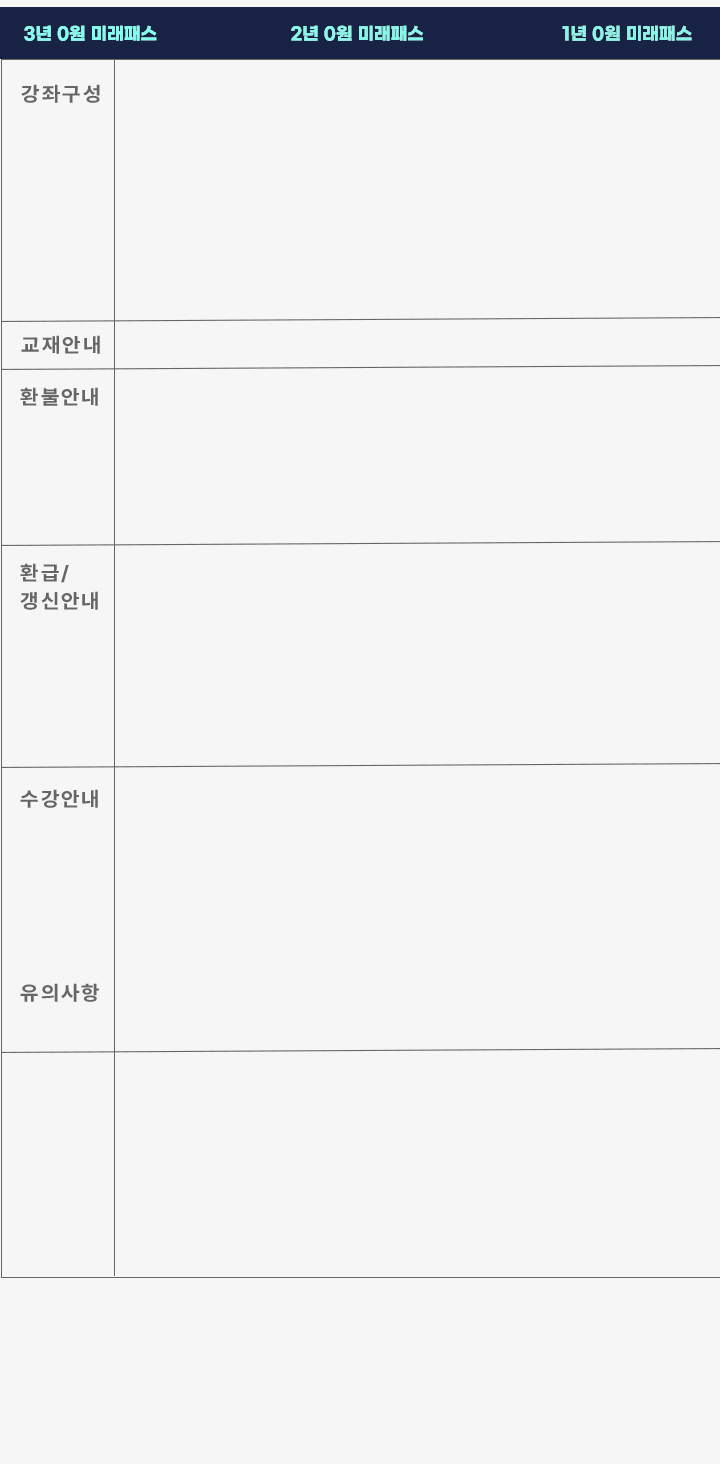 3년 0원 미래패스 2년 0원 미래패스 1년 0원 미래패스
강좌구성
교재안내
환불안내
환급/
갱신안내
수강안내
유의사항